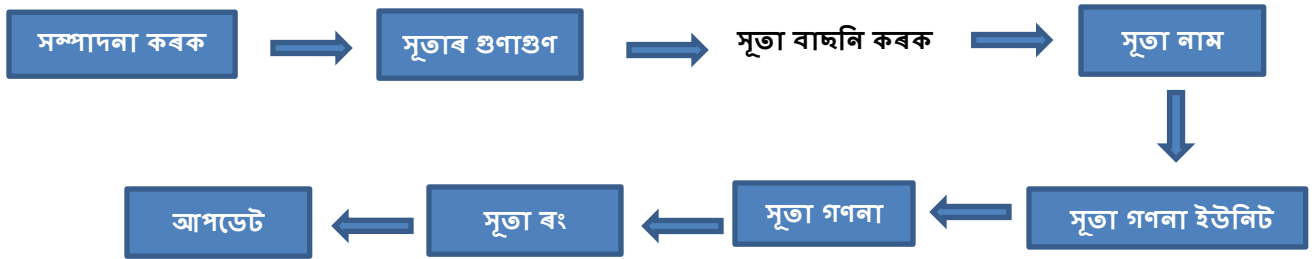 সম্পাদনা কৰক
সূতাৰ গুণাগুণ
সূতা বাছনি কৰক
সূতা নাম
সূতা গণনা ইউনিট
সূতা গণনা
সূতা ৰং
আপডেট